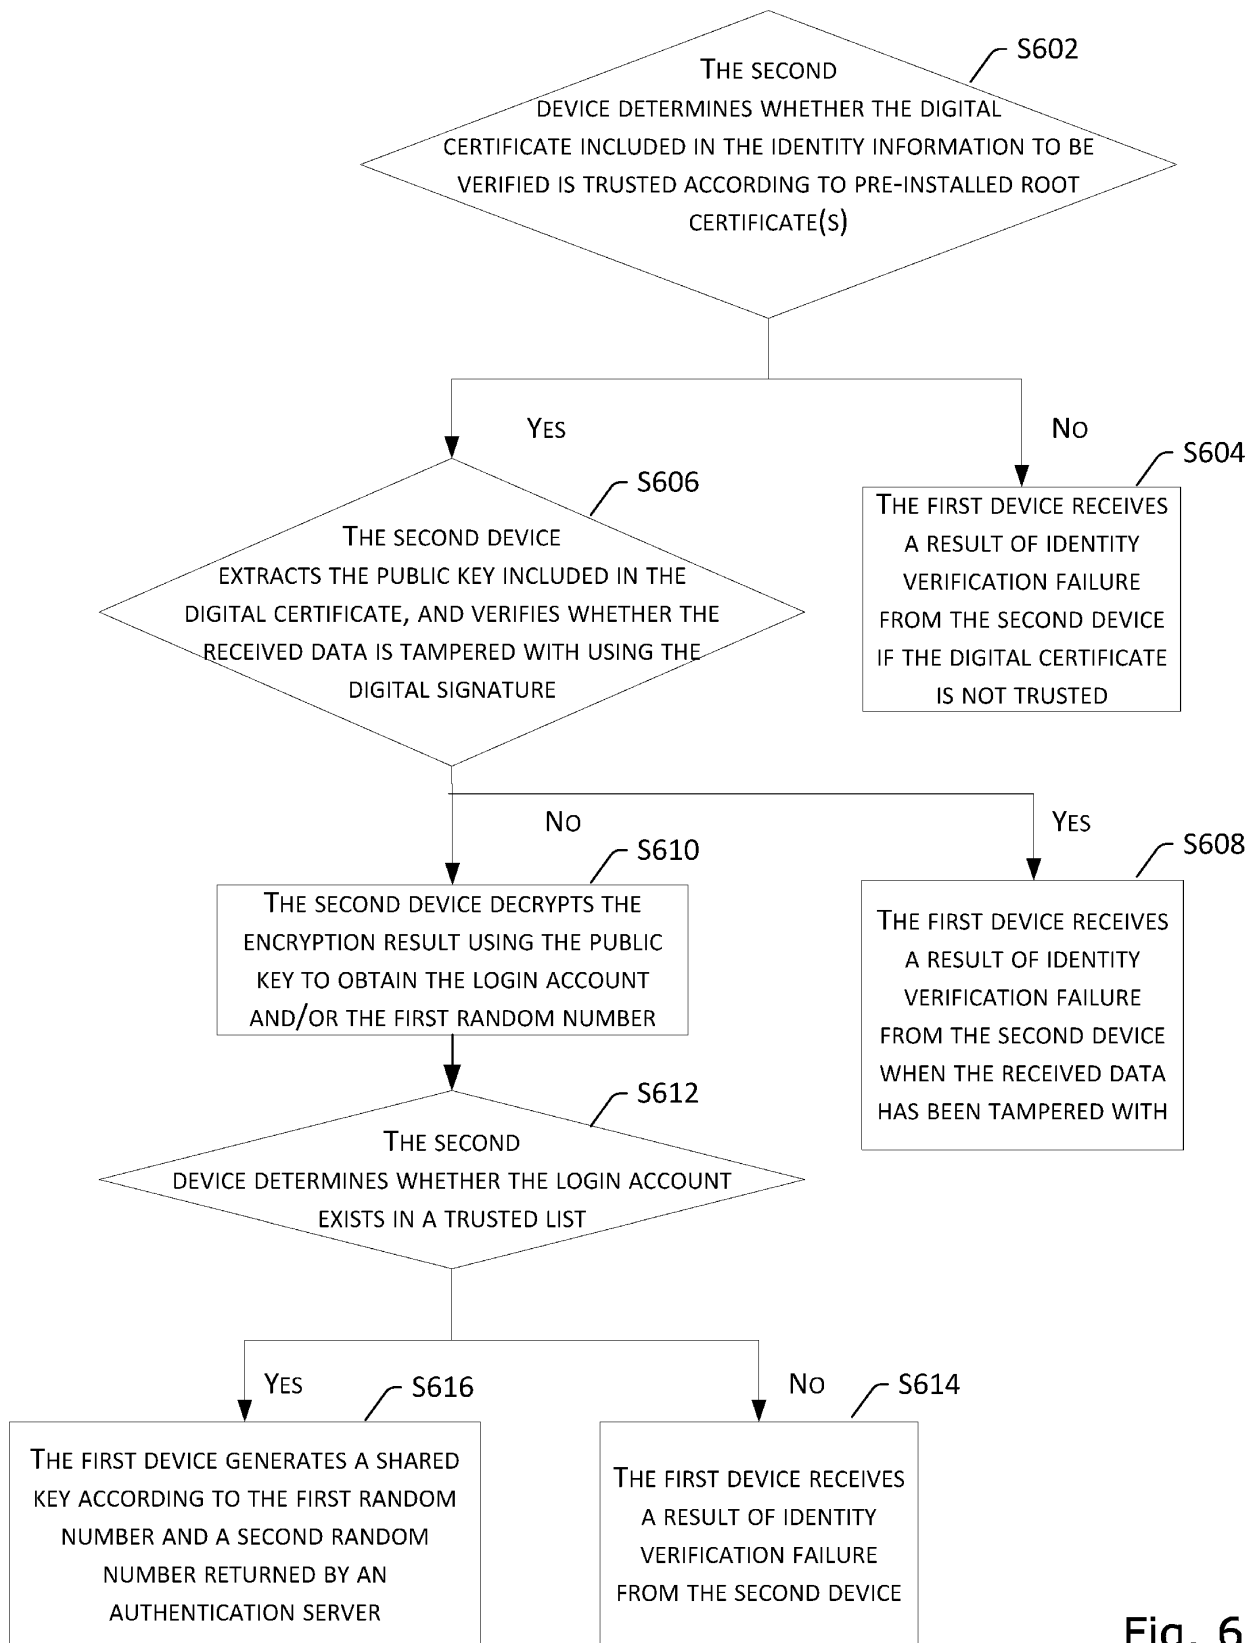 S602
THE SECOND
DEVICE DETERMINES WHETHER THE DIGITAL
CERTIFICATE INCLUDED IN THE IDENTITY INFORMATION TO BE
VERIFIED IS TRUSTED ACCORDING TO PRE-INSTALLED ROOT
CERTIFICATE(S)
YES
NO
S606
THE SECOND DEVICE
EXTRACTS THE PUBLIC KEY INCLUDED IN THE
DIGITAL CERTIFICATE, AND VERIFIES WHETHER THE
RECEIVED DATA IS TAMPERED WITH USING THE
DIGITAL SIGNATURE
S604
THE FIRST DEVICE RECEIVES
A RESULT OF IDENTITY
VERIFICATION FAILURE
FROM THE SECOND DEVICE
IF THE DIGITAL CERTIFICATE
IS NOT TRUSTED
NO
YES
S610
THE SECOND DEVICE DECRYPTS THE
ENCRYPTION RESULT USING THE PUBLIC
KEY TO OBTAIN THE LOGIN ACCOUNT
AND/OR THE FIRST RANDOM NUMBER
S608
THE FIRST DEVICE RECEIVES
A RESULT OF IDENTITY
VERIFICATION FAILURE
FROM THE SECOND DEVICE
WHEN THE RECEIVED DATA
HAS BEEN TAMPERED WITH
S612
THE SECOND
DEVICE DETERMINES WHETHER THE LOGIN ACCOUNT
EXISTS IN A TRUSTED LIST
YES
NO
S616
THE FIRST DEVICE GENERATES A SHARED
KEY ACCORDING TO THE FIRST RANDOM
NUMBER AND A SECOND RANDOM
NUMBER RETURNED BY AN
AUTHENTICATION SERVER
S614
THE FIRST DEVICE RECEIVES
A RESULT OF IDENTITY
VERIFICATION FAILURE
FROM THE SECOND DEVICE
Fig. 6